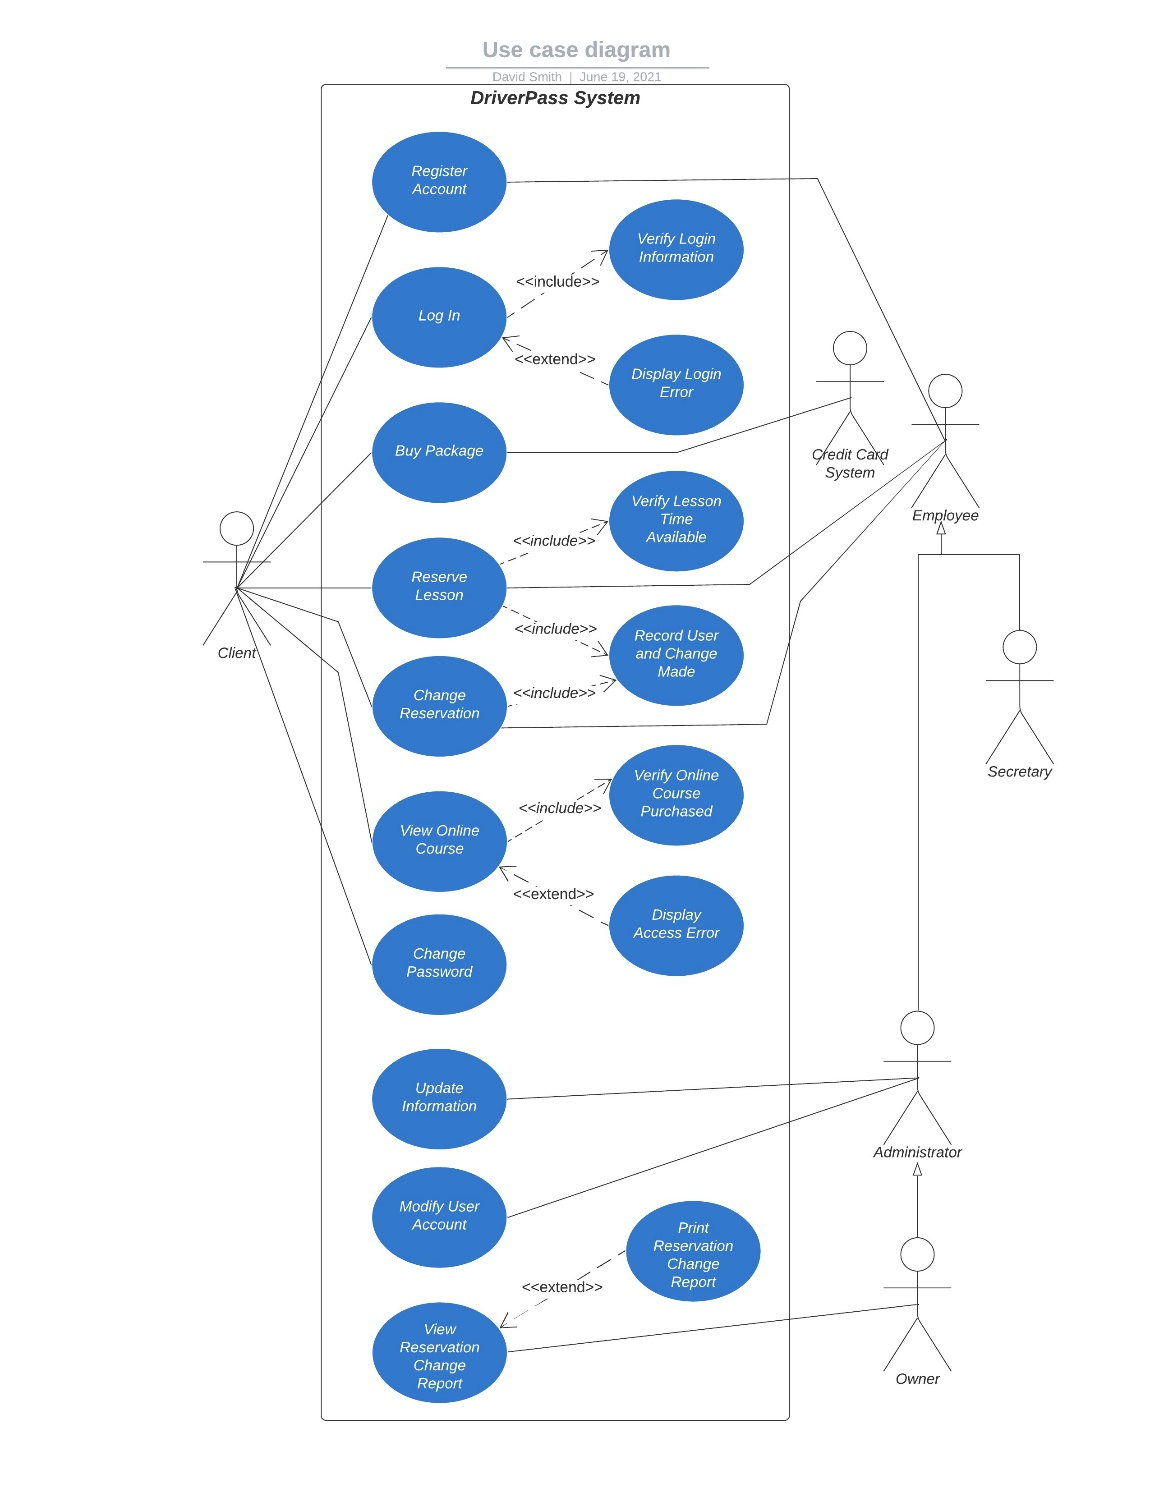 Use case diagram
David Smith | June 19, 2021
DriverPass System
Register
Account
Verify Login
Information
<<include>>
Log In
<<extend>>
Display Login
Error
Buy Package
Credit Card
System
Verify Lesson
Time
Available
Employee
<<include>>
Reserve
Lesson
<<include>>
Record User
and Change
Made
Client
<<include>>
Change
Reservation
Secretary
Verify Online
Course
Purchased
<<include>>
View Online
Course
<<extend>>
Display
Access Error
Change
Password
Update
Information
Administrator
Modify User
Account
Print
Reservation
Change
Report
<<extend>>
View
Reservation
Change
Report
Owner